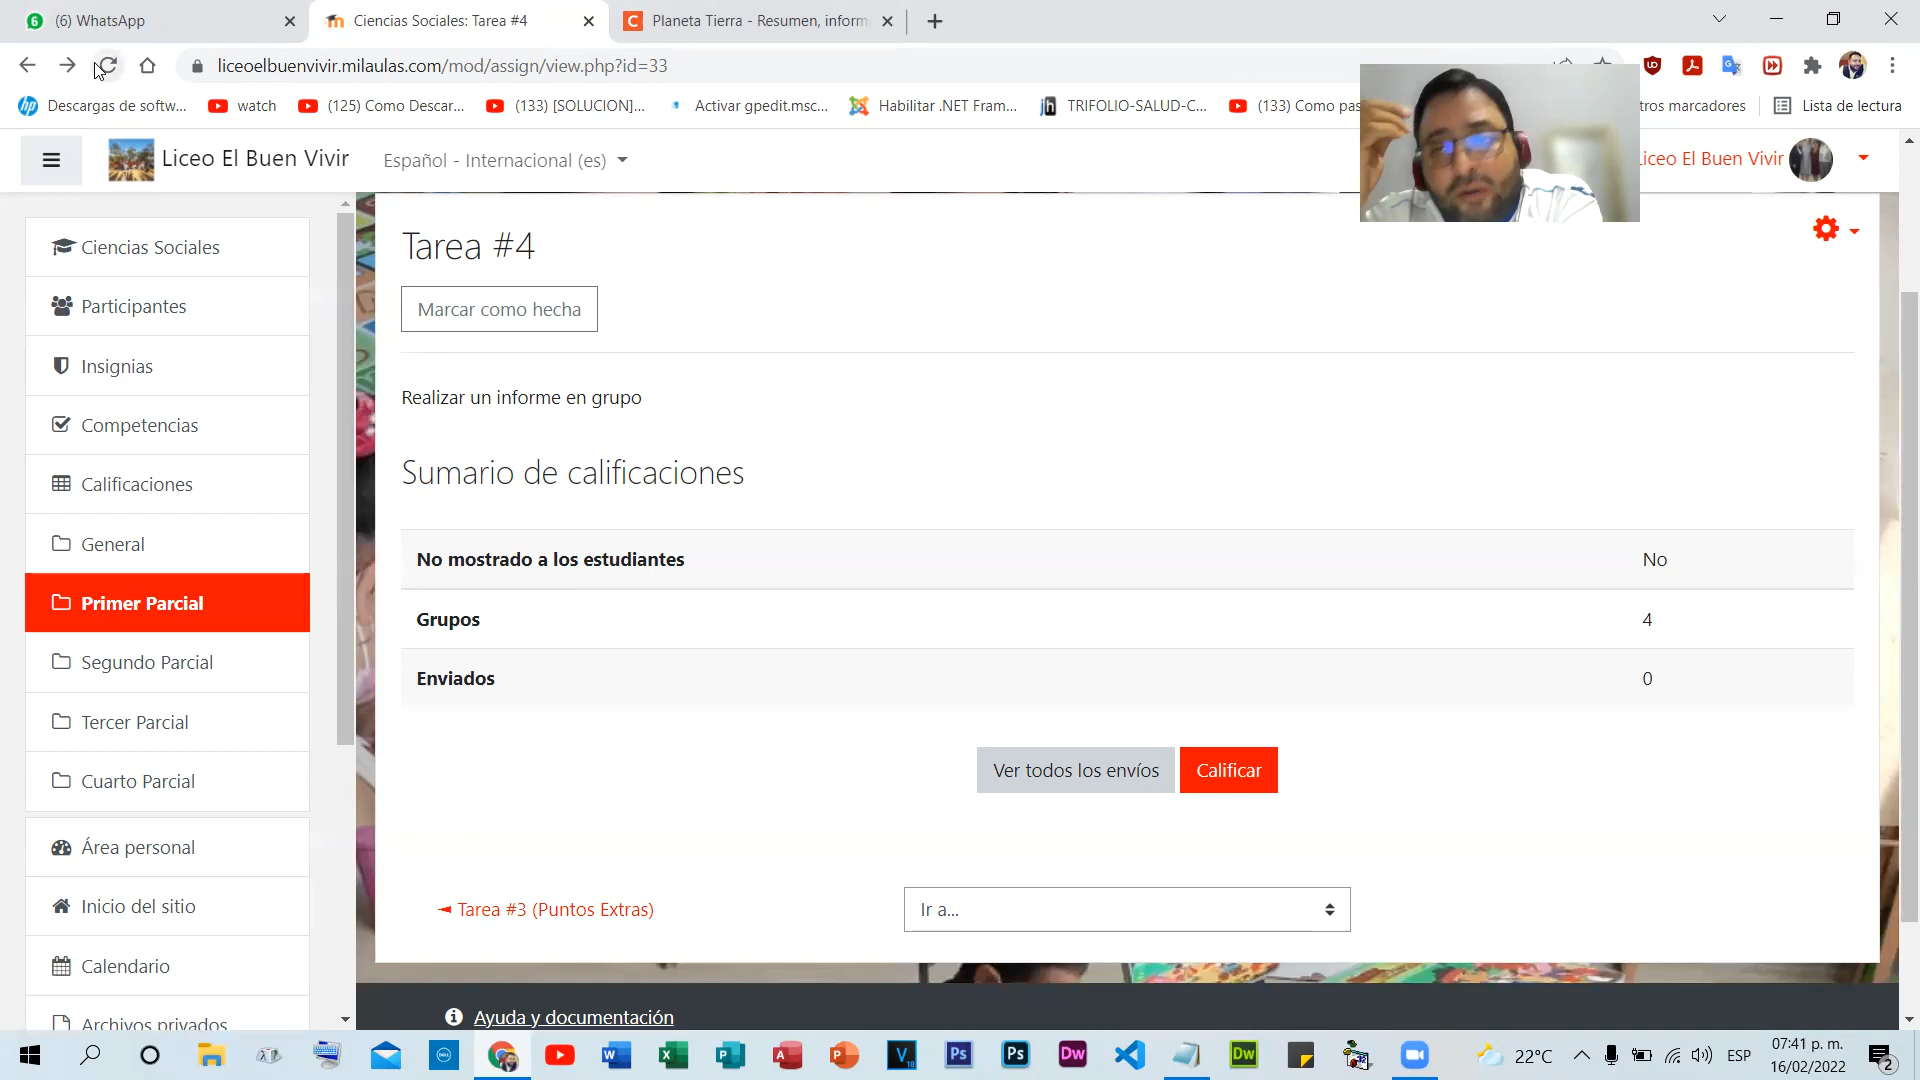 (6) WhatsApp
Ciencias Sociales: Tarea #4
Planeta Tierra - Resumen, inform
liceoelbuenvivir.milaulas.com/mod/assign/view.php?id=33
Descargas de softw...
watch
(125) Como Descar...
(133) [SOLUCION]...
Activar gpedit.msc...
Habilitar .NET Fram...
TRIFOLIO-SALUD-C...
(133) Como pas
tros marcadores
Lista de lectura
Liceo El Buen Vivir
Español - Internacional (es)
iceo El Buen Vivir
Ciencias Sociales
Participantes
Insignias
Competencias
Calificaciones
General
Primer Parcial
Segundo Parcial
Tercer Parcial
Cuarto Parcial
Área personal
Inicio del sitio
Calendario
Archivos privados
Tarea #4
Marcar como hecha
Realizar un informe en grupo
Sumario de calificaciones
No mostrado a los estudiantes No
Grupos 4
Enviados 0
Ver todos los envíos Calificar
◄ Tarea #3 (Puntos Extras)
Ir a...
Ayuda y documentación
22°C
ESP
07:41 p. m.
16/02/2022
2